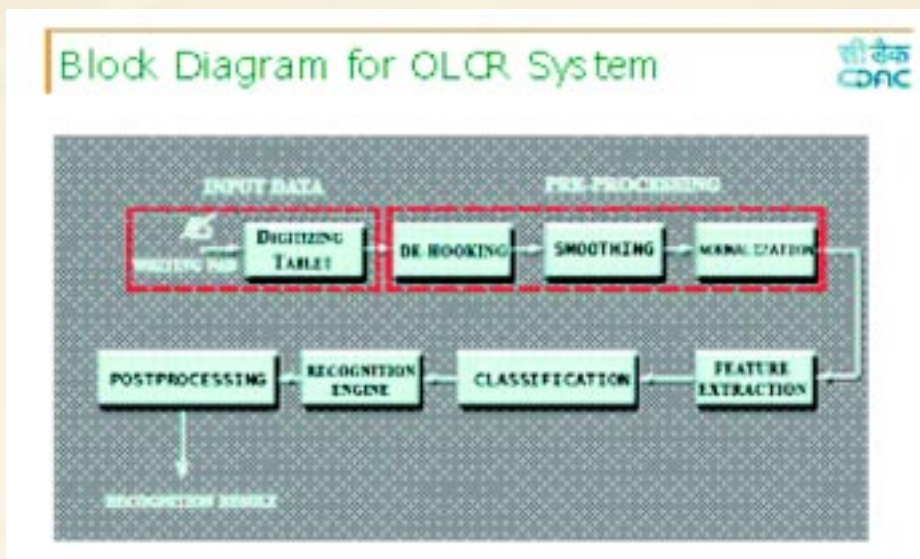 Block Diagram for OLCR System
सी डैक
CDAC
INPUT DATA
PRE-PROCESSING
WRITING PAD
DIGITIZING
TABLET
DE-HOOKING
SMOOTHING
NORMALIZATION
POSTPROCESSING
RECOGNITION
ENGINE
CLASSIFICATION
FEATURE
EXTRACTION
RECOGNITION RESULT